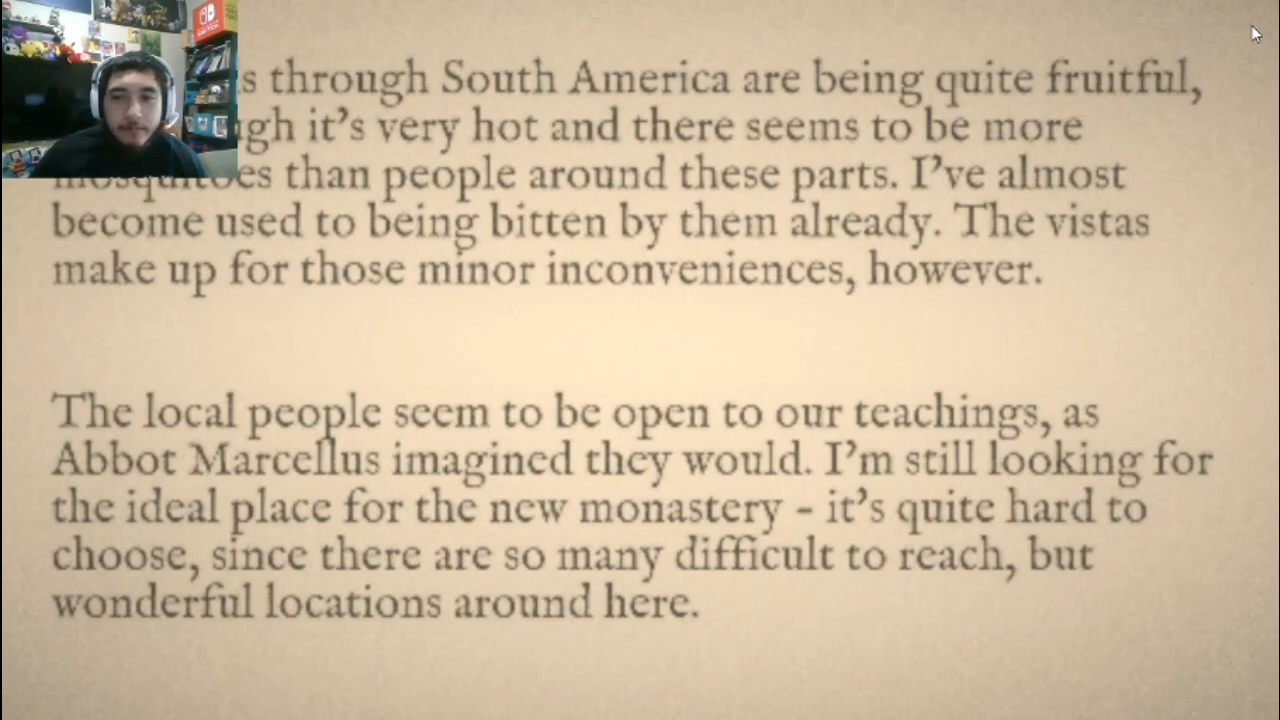 s through South America are being quite fruitful,
gh it's very hot and there seems to be more
mosquitoes than people around these parts. I've almost
become used to being bitten by them already. The vistas
make up for those minor inconveniences, however.
The local people seem to be open to our teachings, as
Abbot Marcellus imagined they would. I'm still looking for
the ideal place for the new monastery - it's quite hard to
choose, since there are so many difficult to reach, but
wonderful locations around here.